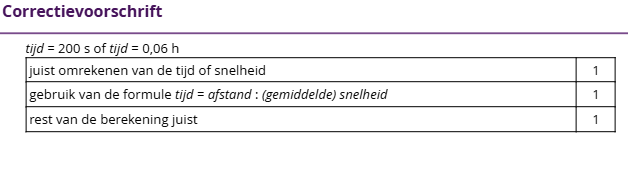 Correctievoorschrift
tijd = 200 s of tijd = 0,06 h
juist omrekenen van de tijd of snelheid 1
gebruik van de formule tijd = afstand : (gemiddelde) snelheid 1
rest van de berekening juist 1